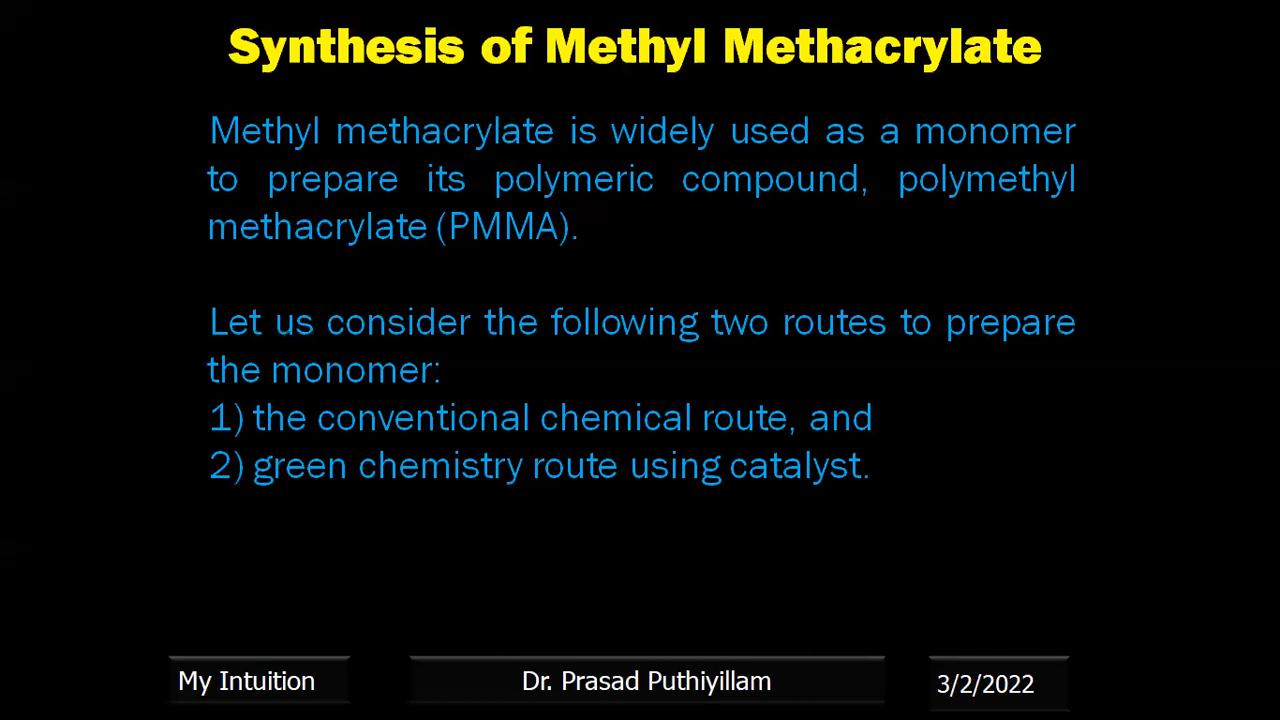 Synthesis of Methyl Methacrylate
Methyl methacrylate is widely used as a monomer
to prepare its polymeric compound, polymethyl
methacrylate (PMMA).
Let us consider the following two routes to prepare
the monomer:
1) the conventional chemical route, and
2) green chemistry route using catalyst.
My Intuition
Dr. Prasad Puthiyillam
3/2/2022